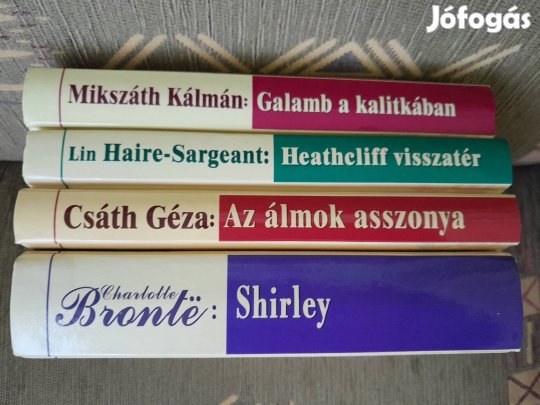 Jófogás
Mikszáth Kálmán: Galamb a kalitkában
Lin Haire-Sargeant: Heathcliff visszatér
Csáth Géza: Az álmok asszonya
Charlotte
Brontë: Shirley